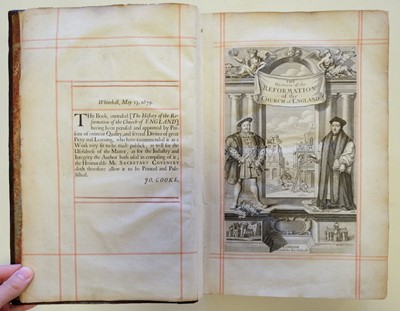 Whitehall, May 23, 1679.
THis Book, entituled [The History of the Re-
formation of the Church of ENGLAND]
having been perused and approved by Per-
sons of eminent Quality, and several Divines of great
Piety and Learning, who have recommended it as a
Work very fit to be made publick, as well for the
Usefulness of the Matter, as for the Industry and
Integrity the Author hath used in compiling of it;
the Honourable Mr. SECRETARY COVENTRY
doth therefore allow it to be Printed and Pub-
lished.
JO. COOKE.
THE
History of the
REFORMATION
of the
CHURCH of ENGLAND
LONDON